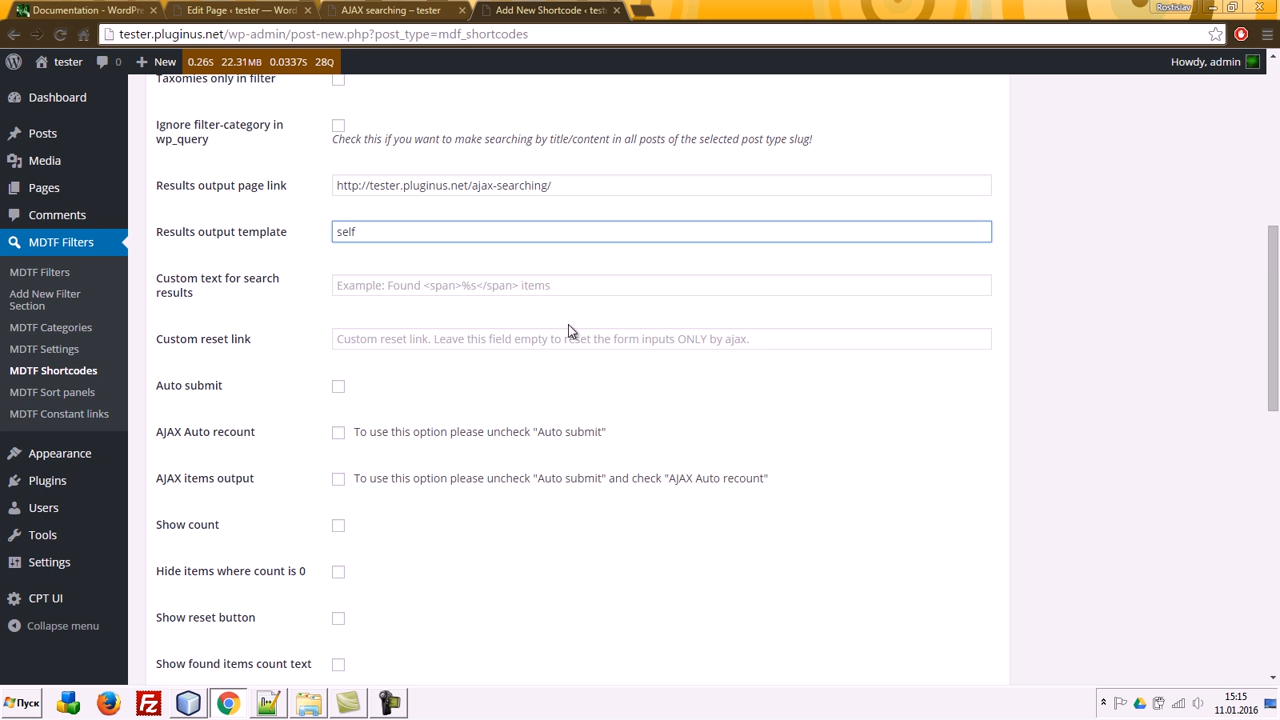 Documentation - WordPre
Edit Page ‹ tester — Word
AJAX searching – tester
Add New Shortcode ‹ test
Rostislav
tester.pluginus.net/wp-admin/post-new.php?post_type=mdf_shortcodes
tester
0
+ New
0.26S 22.31MB 0.0337S 28Q
Howdy, admin
Dashboard
Posts
Media
Pages
Comments
MDTF Filters
MDTF Filters
Add New Filter
Section
MDTF Categories
MDTF Settings
MDTF Shortcodes
MDTF Sort panels
MDTF Constant links
Appearance
Plugins
Users
Tools
Settings
CPT UI
Collapse menu
Taxomies only in filter
Ignore filter-category in
wp_query
Check this if you want to make searching by title/content in all posts of the selected post type slug!
Results output page link
http://tester.pluginus.net/ajax-searching/
Results output template
self
Custom text for search
results
Example: Found <span>%s</span> items
Custom reset link
Custom reset link. Leave this field empty to reset the form inputs ONLY by ajax.
Auto submit
AJAX Auto recount
To use this option please uncheck "Auto submit"
AJAX items output
To use this option please uncheck "Auto submit" and check "AJAX Auto recount"
Show count
Hide items where count is 0
Show reset button
Show found items count text
Пуск
15:15
11.01.2016